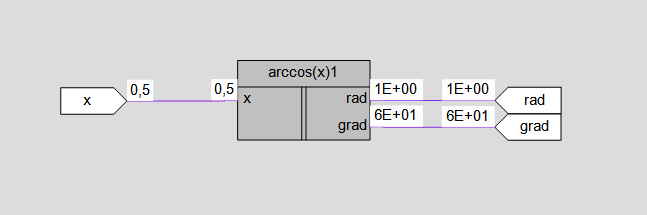 arccos(x)1
x 0,5 0,5 x rad 1E+00 1E+00 rad
grad 6E+01 6E+01 grad